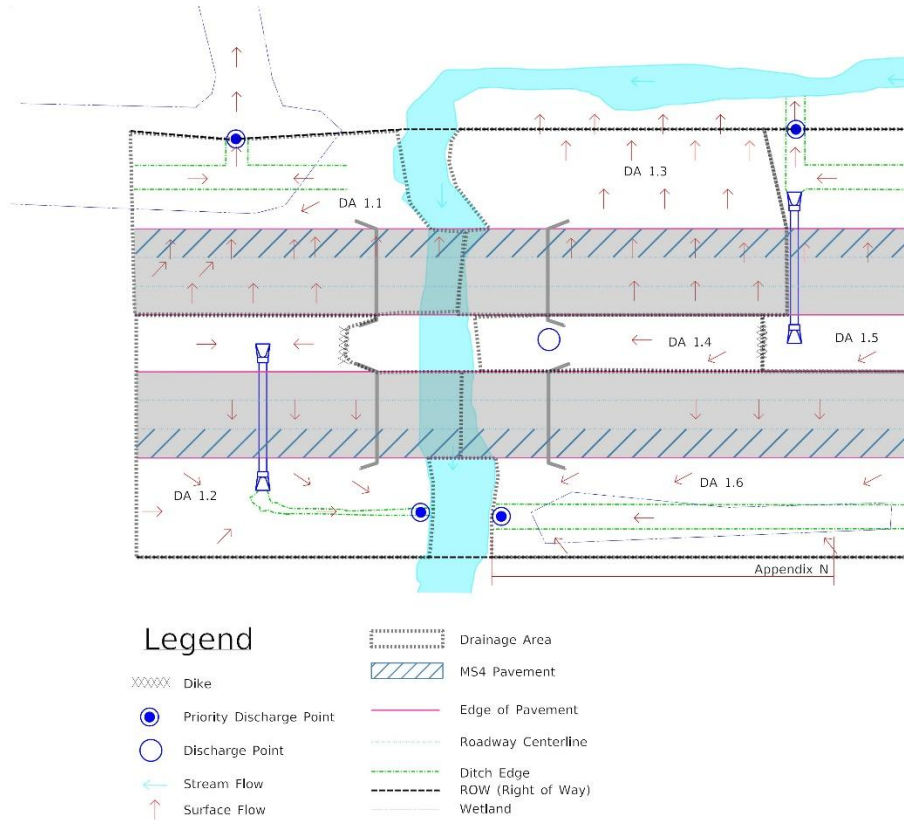 DA 1.1
DA 1.3
DA 1.4
DA 1.5
DA 1.2
DA 1.6
Appendix N
Legend
Dike
Priority Discharge Point
Discharge Point
Stream Flow
Surface Flow
Drainage Area
MS4 Pavement
Edge of Pavement
Roadway Centerline
Ditch Edge
ROW (Right of Way)
Wetland